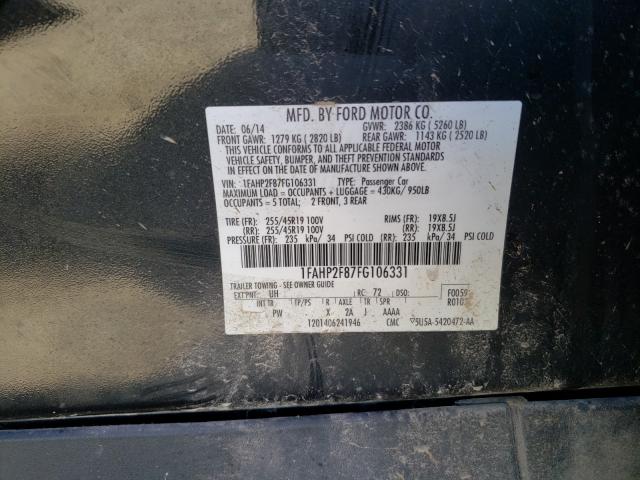 MFD. BY FORD MOTOR CO.
DATE: 06/14 GVWR: 2386 KG ( 5260 LB)
FRONT GAWR: 1279 KG ( 2820 LB) REAR GAWR: 1143 KG ( 2520 LB)
THIS VEHICLE CONFORMS TO ALL APPLICABLE FEDERAL MOTOR
VEHICLE SAFETY, BUMPER, AND THEFT PREVENTION STANDARDS
IN EFFECT ON THE DATE OF MANUFACTURE SHOWN ABOVE.
VIN: 1FAHP2F87FG106331 TYPE: Passenger Car
MAXIMUM LOAD = OCCUPANTS + LUGGAGE = 430KG/ 950LB
OCCUPANTS = 5 TOTAL; 2 FRONT, 3 REAR
TIRE (FR): 255/45R19 100V RIMS (FR): 19X8.5J
(RR): 255/45R19 100V (RR): 19X8.5J
PRESSURE (FR): 235 kPa/ 34 PSI COLD (RR): 235 kPa/ 34 PSI COLD
1FAHP2F87FG106331
TRAILER TOWING - SEE OWNER GUIDE
EXT PNT: UH RC: 72 DSO: F0059
INT TR TP/PS R AXLE TR SPR
PW X 2A J AAAA
1201406241946 CMC 5U5A-5420472-AA